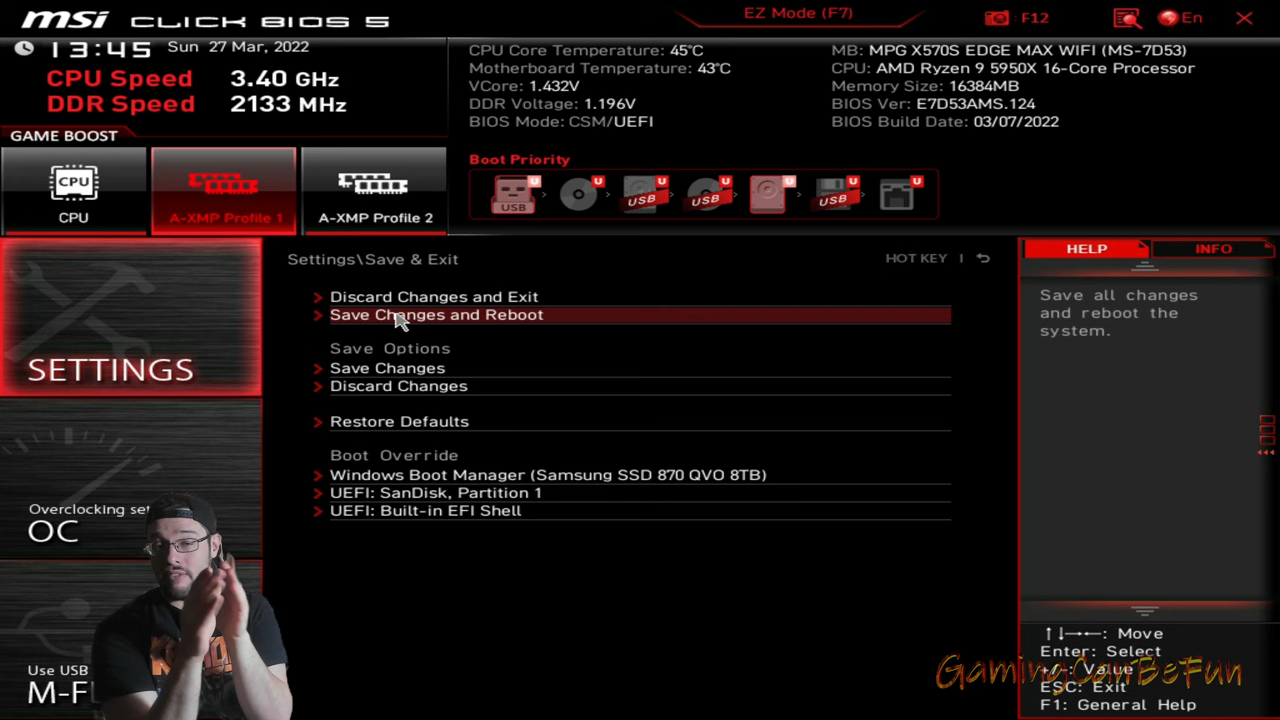 msi CLICK BIOS 5
EZ Mode (F7)
: F12
En
13:45 Sun 27 Mar, 2022
CPU Speed 3.40 GHz
DDR Speed 2133 MHz
CPU Core Temperature: 45°C
Motherboard Temperature: 43°C
VCore: 1.432V
DDR Voltage: 1.196V
BIOS Mode: CSM/UEFI
MB: MPG X570S EDGE MAX WIFI (MS-7D53)
CPU: AMD Ryzen 9 5950X 16-Core Processor
Memory Size: 16384MB
BIOS Ver: E7D53AMS.124
BIOS Build Date: 03/07/2022
GAME BOOST
CPU
CPU
A-XMP Profile 1
A-XMP Profile 2
Boot Priority
USB U U USB U USB U U USB U U
SETTINGS
Overclocking set
OC
Use USB
M-F
Settings\Save & Exit
HOT KEY |
Discard Changes and Exit
Save Changes and Reboot
Save Options
Save Changes
Discard Changes
Restore Defaults
Boot Override
Windows Boot Manager (Samsung SSD 870 QVO 8TB)
UEFI: SanDisk, Partition 1
UEFI: Built-in EFI Shell
HELP
INFO
Save all changes
and reboot the
system.
↑↓→←: Move
Enter: Select
+/-: Value
ESC: Exit
F1: General Help
GamingCanBeFun